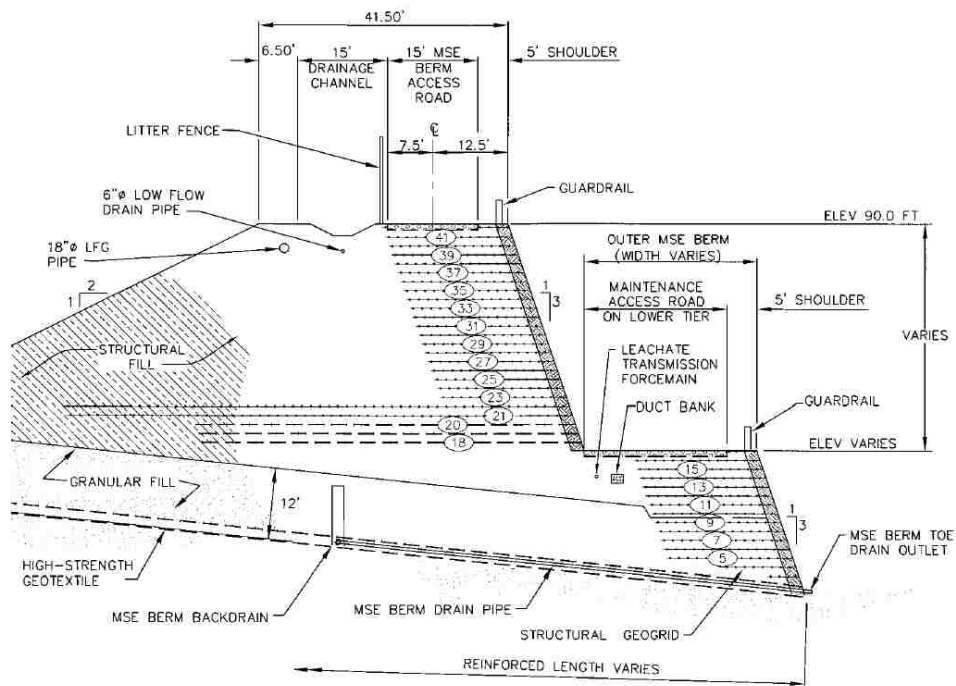 41.50'
6.50'
15'
DRAINAGE
CHANNEL
15' MSE
BERM
ACCESS
ROAD
5' SHOULDER
LITTER FENCE
℄
7.5'
12.5'
6"ø LOW FLOW
DRAIN PIPE
GUARDRAIL
ELEV 90.0 FT
18"ø LFG
PIPE
41
39
37
35
33
31
29
27
25
23
21
20
18
OUTER MSE BERM
(WIDTH VARIES)
2
1
1
3
MAINTENANCE
ACCESS ROAD
ON LOWER TIER
5' SHOULDER
VARIES
STRUCTURAL
FILL
LEACHATE
TRANSMISSION
FORCEMAIN
DUCT BANK
GUARDRAIL
ELEV VARIES
GRANULAR FILL
12'
15
13
11
9
7
5
1
3
HIGH-STRENGTH
GEOTEXTILE
MSE BERM BACKDRAIN
MSE BERM DRAIN PIPE
STRUCTURAL GEOGRID
MSE BERM TOE
DRAIN OUTLET
REINFORCED LENGTH VARIES